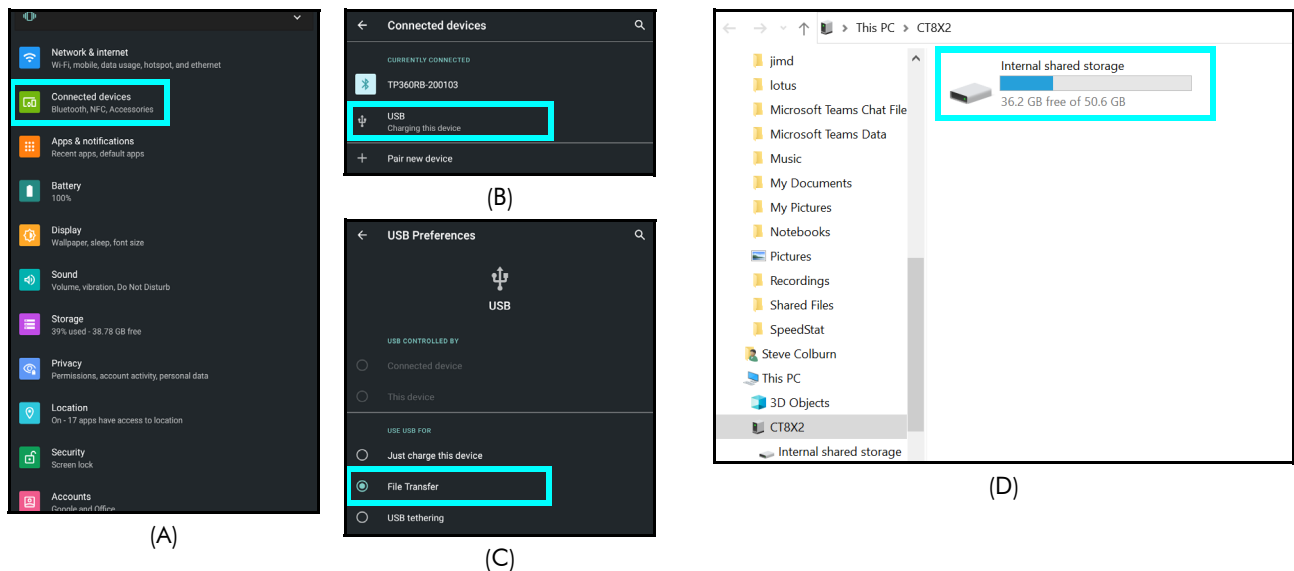 Network & internet
Wi-Fi, mobile, data usage, hotspot, and ethernet
Connected devices
Bluetooth, NFC, Accessories
Apps & notifications
Recent apps, default apps
Battery
100%
Display
Wallpaper, sleep, font size
Sound
Volume, vibration, Do Not Disturb
Storage
39% used - 38.78 GB free
Privacy
Permissions, account activity, personal data
Location
On - 17 apps have access to location
Security
Screen lock
Accounts
Google and Office
(A)
Connected devices
CURRENTLY CONNECTED
TP360RB-200103
USB
Charging this device
Pair new device
(B)
USB Preferences
USB
USB CONTROLLED BY
Connected device
This device
USE USB FOR
Just charge this device
File Transfer
USB tethering
(C)
This PC > CT8X2
jimd
lotus
Microsoft Teams Chat File
Microsoft Teams Data
Music
My Documents
My Pictures
Notebooks
Pictures
Recordings
Shared Files
SpeedStat
Steve Colburn
This PC
3D Objects
CT8X2
Internal shared storage
Internal shared storage
36.2 GB free of 50.6 GB
(D)